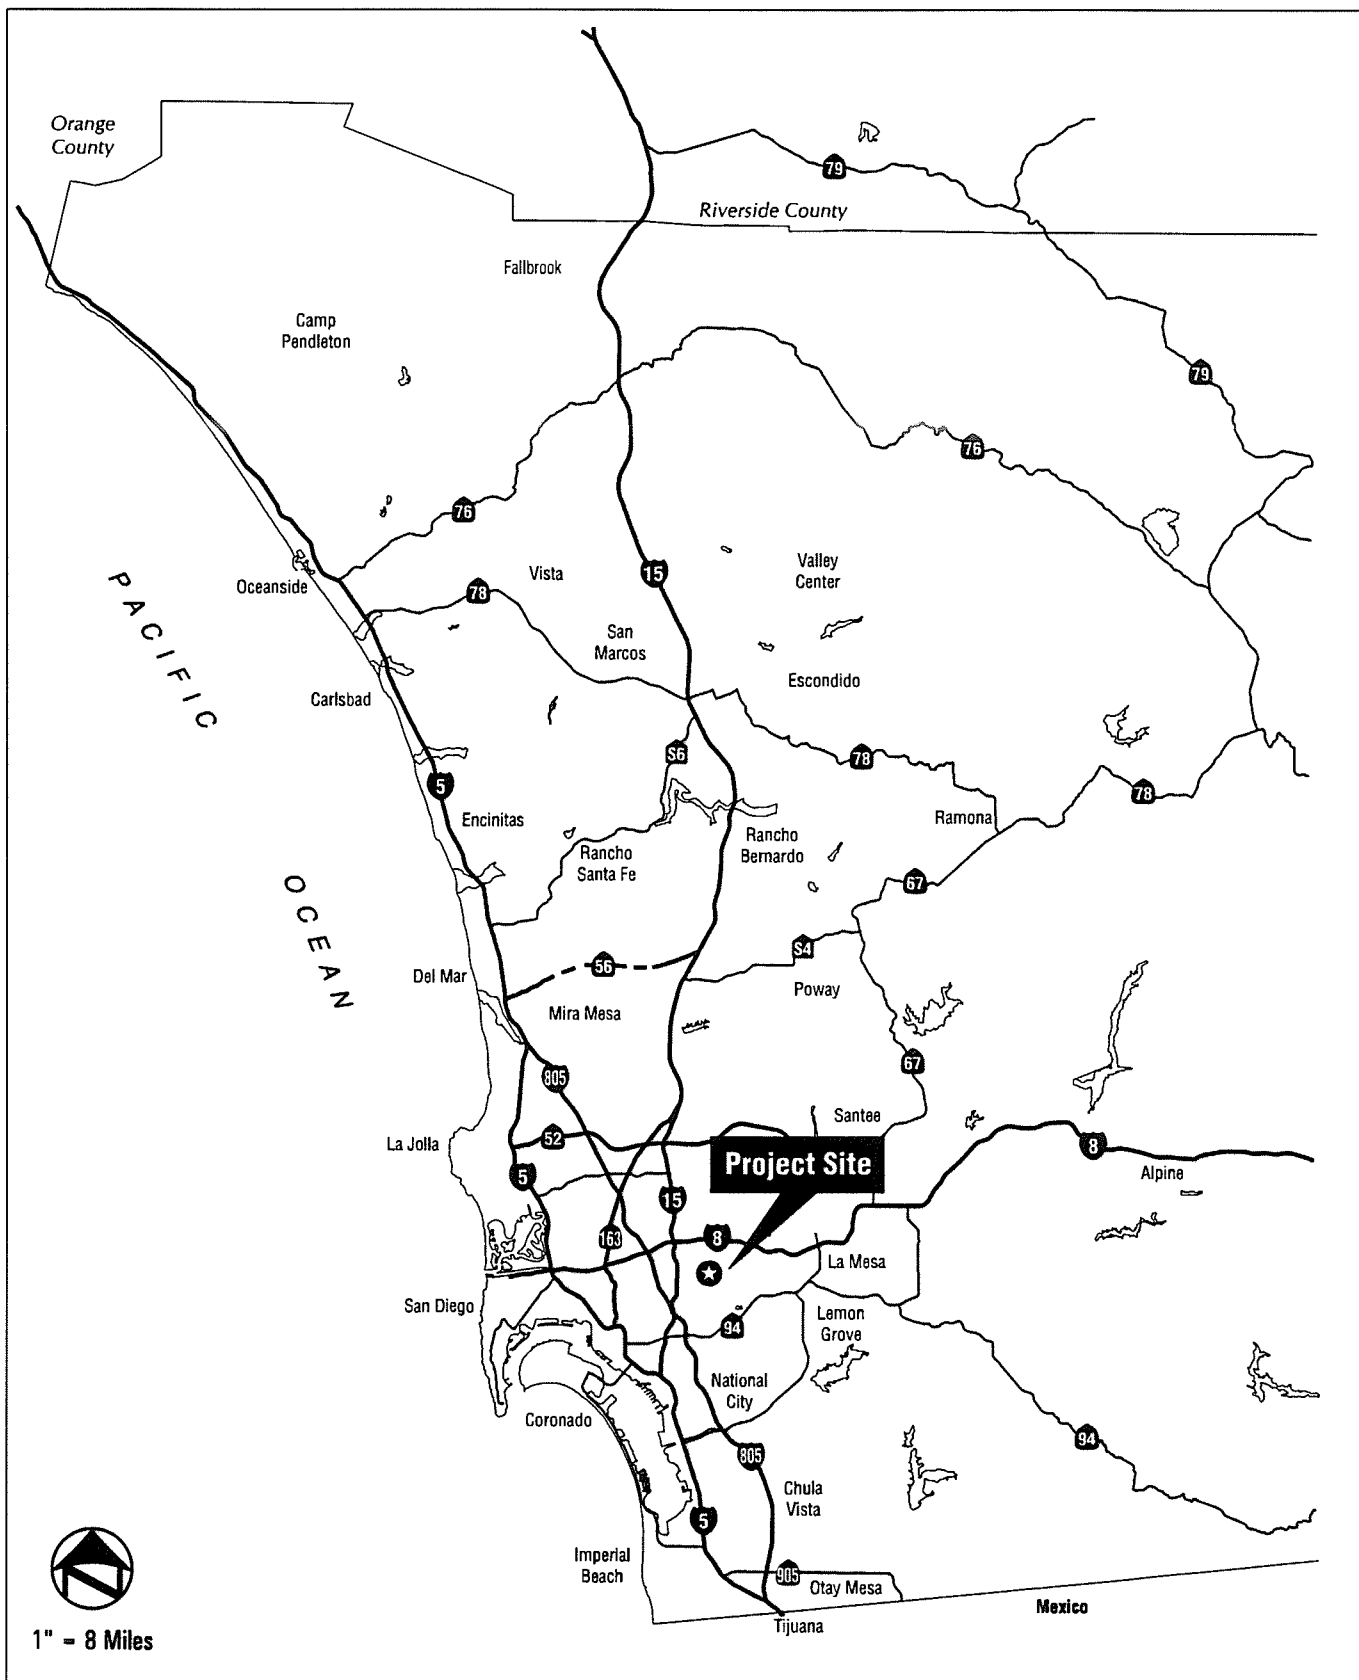 Orange
County
79
Riverside County
Fallbrook
Camp
Pendleton
79
76
76
15
Valley
Center
Vista
Oceanside
78
San
Marcos
PACIFIC
Escondido
Carlsbad
S6
78
5
78
Encinitas
Ramona
Rancho
Bernardo
Rancho
Santa Fe
67
OCEAN
S4
56
Del Mar
Poway
Mira Mesa
67
805
Santee
52
La Jolla
8
Project Site
Alpine
5
15
163
8
La Mesa
San Diego
Lemon
Grove
94
National
City
Coronado
94
805
Chula
Vista
5
Imperial
Beach
905
Otay Mesa
Mexico
Tijuana
1" = 8 Miles